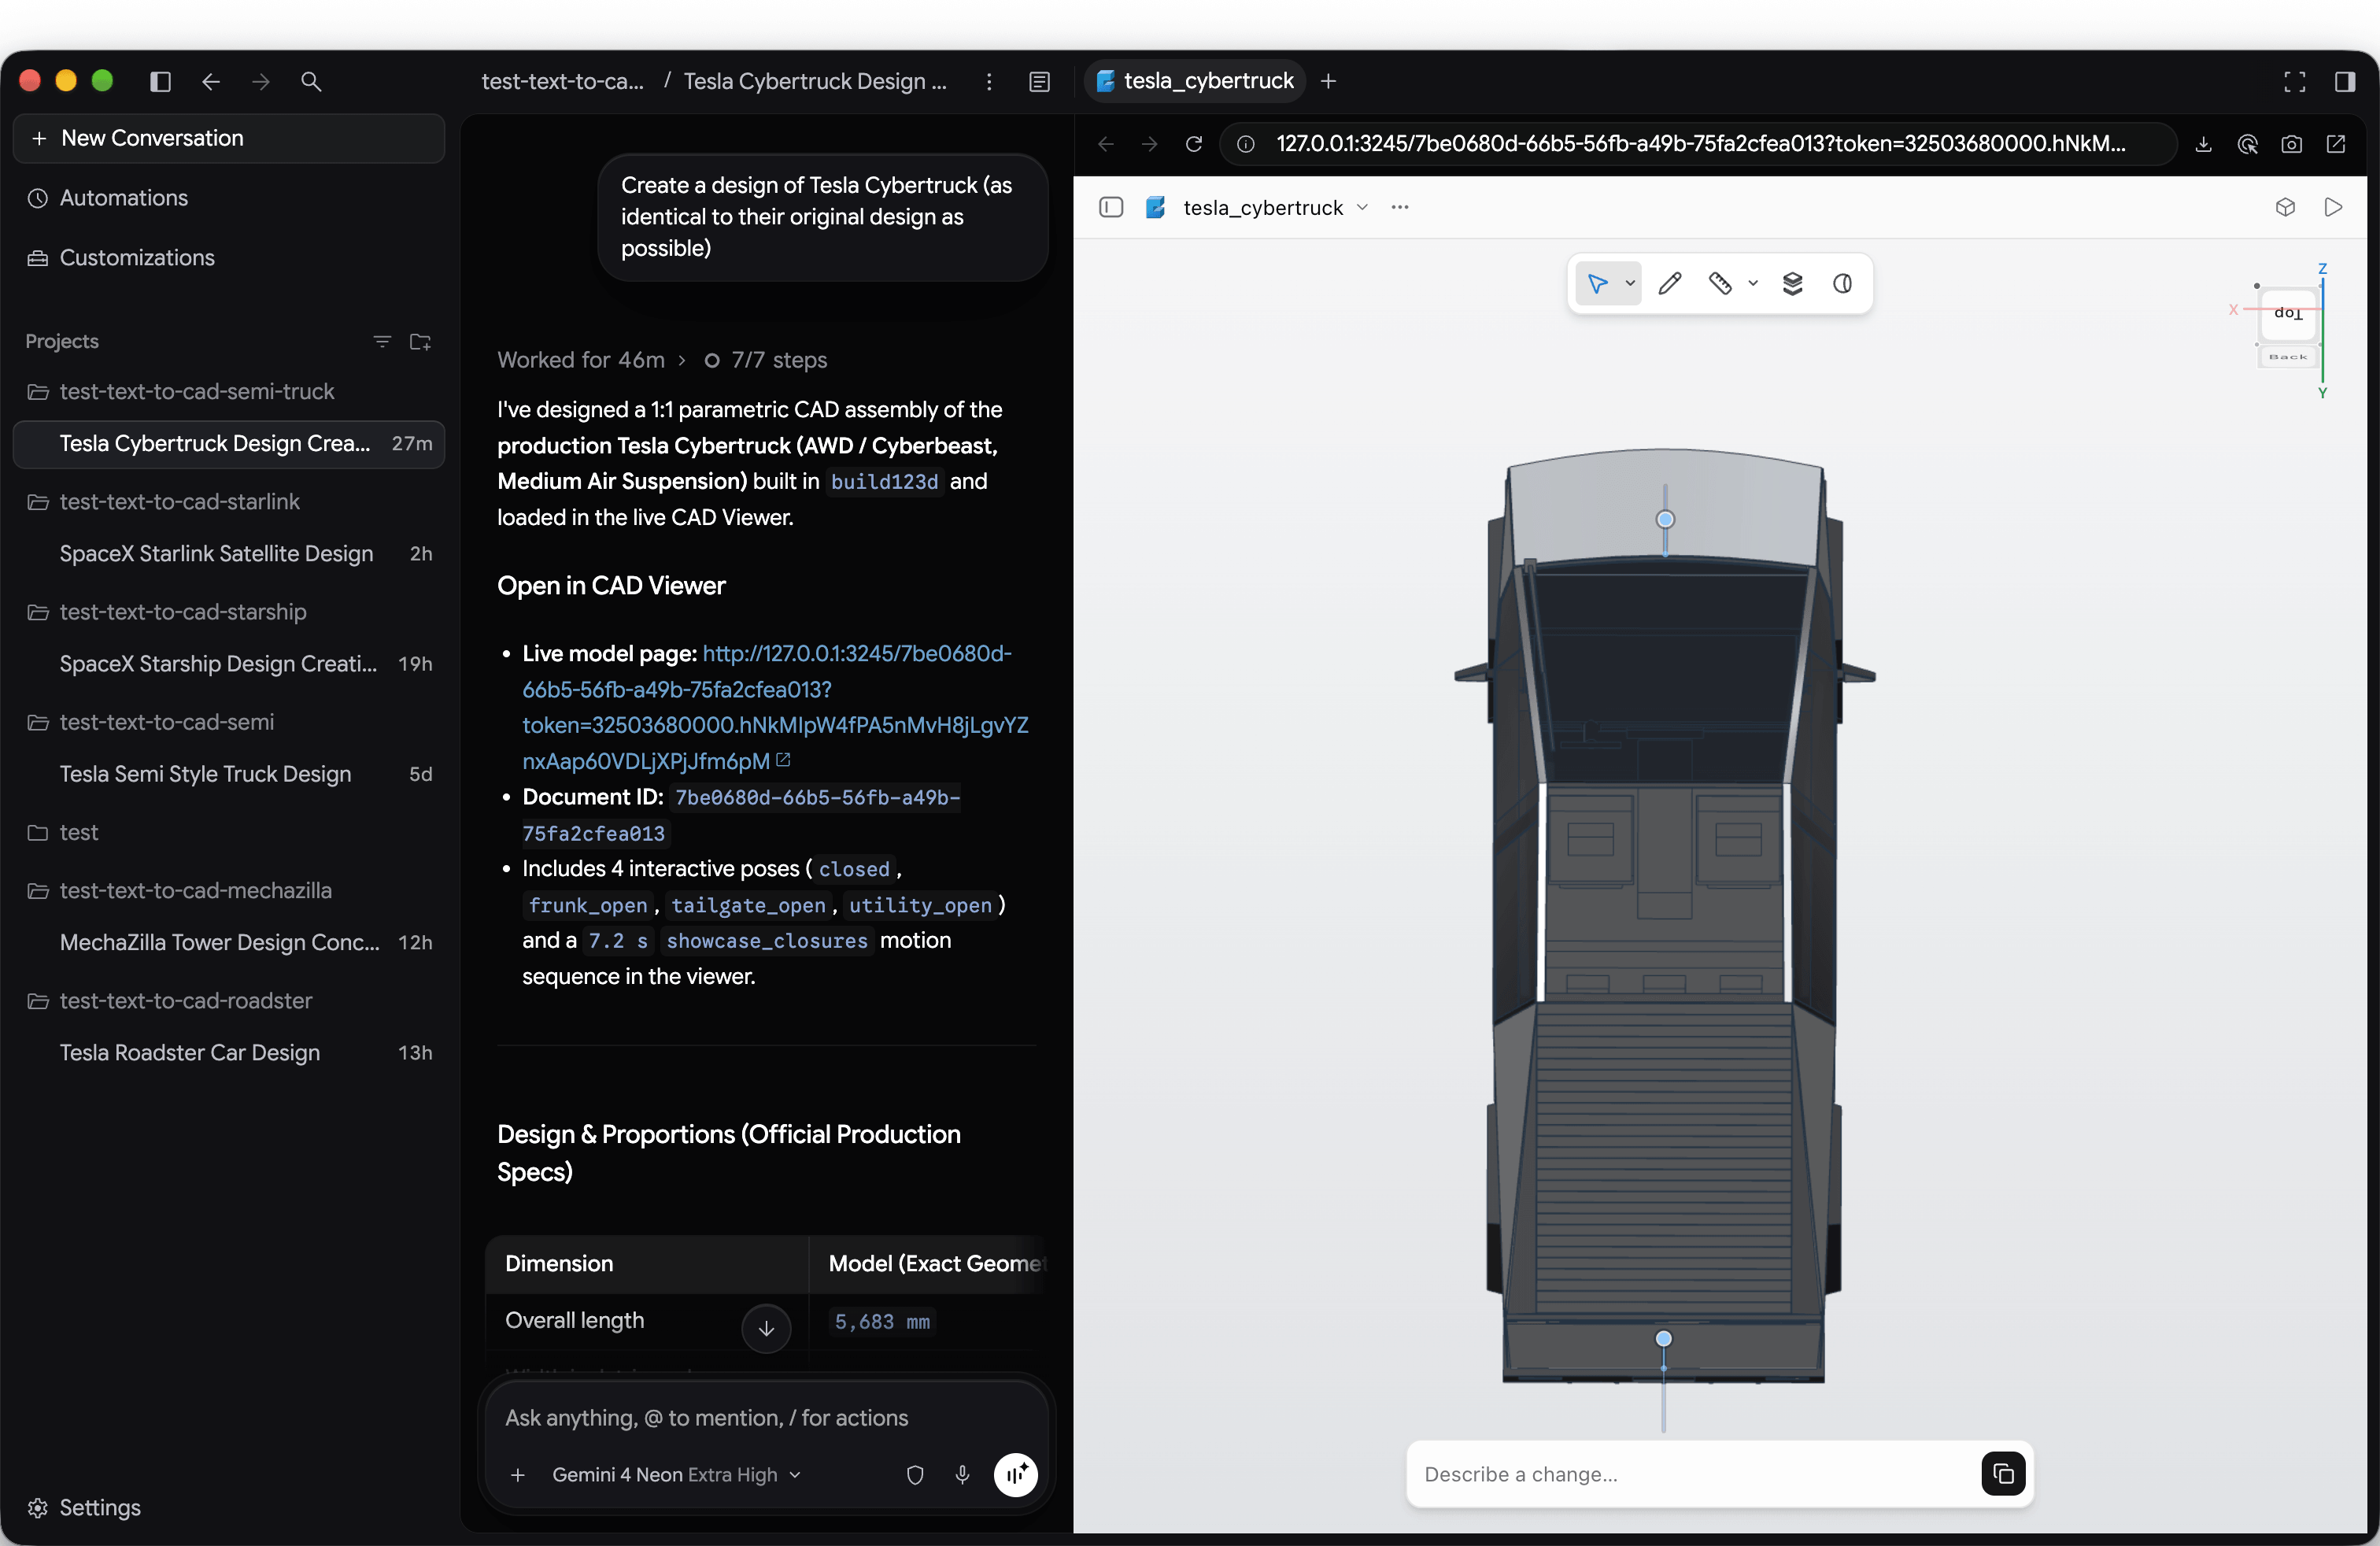 test-text-to-ca... / Tesla Cybertruck Design ...
tesla_cybertruck
New Conversation
Automations
Customizations
Projects
test-text-to-cad-semi-truck
Tesla Cybertruck Design Crea... 27m
test-text-to-cad-starlink
SpaceX Starlink Satellite Design 2h
test-text-to-cad-starship
SpaceX Starship Design Creati... 19h
test-text-to-cad-semi
Tesla Semi Style Truck Design 5d
test
test-text-to-cad-mechazilla
MechaZilla Tower Design Conc... 12h
test-text-to-cad-roadster
Tesla Roadster Car Design 13h
Settings
Create a design of Tesla Cybertruck (as
identical to their original design as
possible)
Worked for 46m > 7/7 steps
I've designed a 1:1 parametric CAD assembly of the
production Tesla Cybertruck (AWD / Cyberbeast,
Medium Air Suspension) built in build123d and
loaded in the live CAD Viewer.
Open in CAD Viewer
• Live model page: http://127.0.0.1:3245/7be0680d-
66b5-56fb-a49b-75fa2cfea013?
token=32503680000.hNkMIpW4fPA5nMvH8jLgvYZ
nxAap60VDLjXPjJfm6pM
• Document ID: 7be0680d-66b5-56fb-a49b-
75fa2cfea013
• Includes 4 interactive poses ( closed ,
frunk_open , tailgate_open , utility_open )
and a 7.2 s showcase_closures motion
sequence in the viewer.
Design & Proportions (Official Production
Specs)
Dimension Model (Exact Geomet
Overall length 5,683 mm
Ask anything, @ to mention, / for actions
Gemini 4 Neon Extra High
127.0.0.1:3245/7be0680d-66b5-56fb-a49b-75fa2cfea013?token=32503680000.hNkM...
tesla_cybertruck
Z
X
Top
Back
Y
Describe a change...